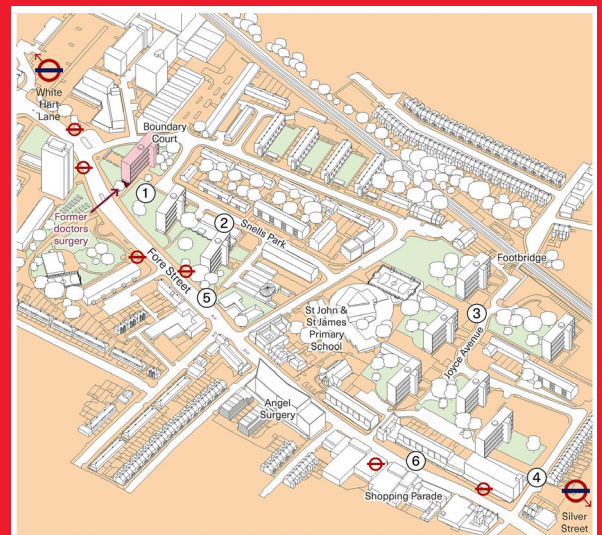 White
Hart
Lane
Boundary
Court
1
Former
doctors
surgery
2
Snells Park
Fore Street
5
Footbridge
St John &
St James
Primary
School
3
Joyce Avenue
Angel
Surgery
6
4
Shopping Parade
Silver
Street